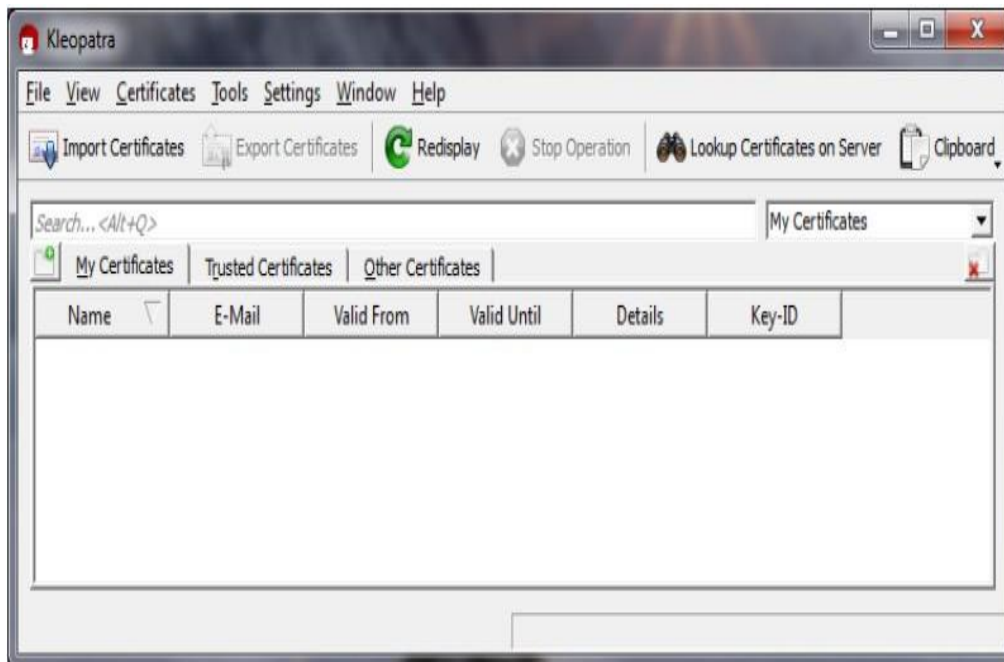 Kleopatra
File View Certificates Tools Settings Window Help
Import Certificates Export Certificates Redisplay Stop Operation Lookup Certificates on Server Clipboard
Search... <Alt+Q> My Certificates
My Certificates Trusted Certificates Other Certificates
Name E-Mail Valid From Valid Until Details Key-ID